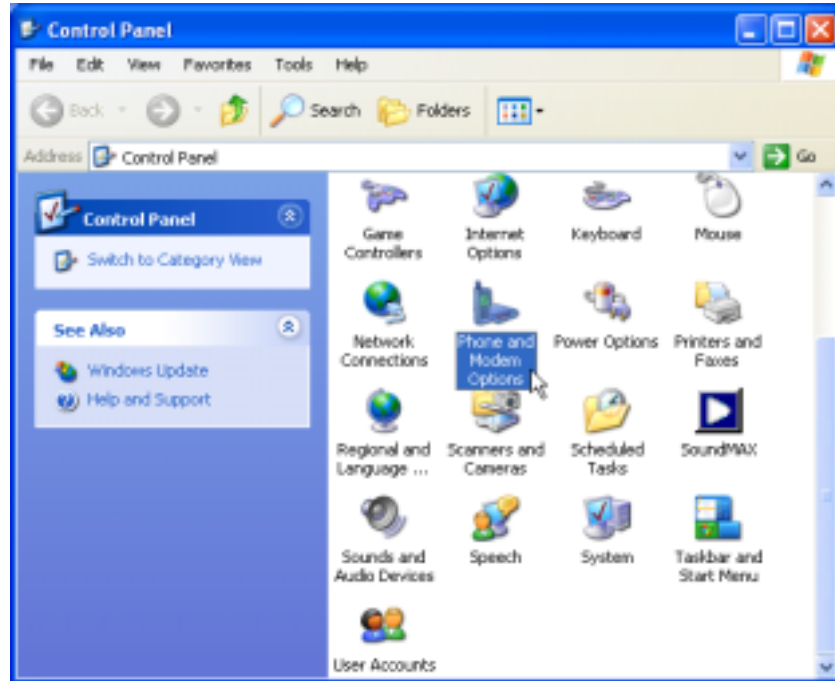 Control Panel
File Edit View Favorites Tools Help
Back Search Folders
Address Control Panel Go
Control Panel
Switch to Category View
See Also
Windows Update
Help and Support
Game
Controllers
Internet
Options
Keyboard
Mouse
Network
Connections
Phone and
Modem
Options
Power Options
Printers and
Faxes
Regional and
Language ...
Scanners and
Cameras
Scheduled
Tasks
SoundMAX
Sounds and
Audio Devices
Speech
System
Taskbar and
Start Menu
User Accounts